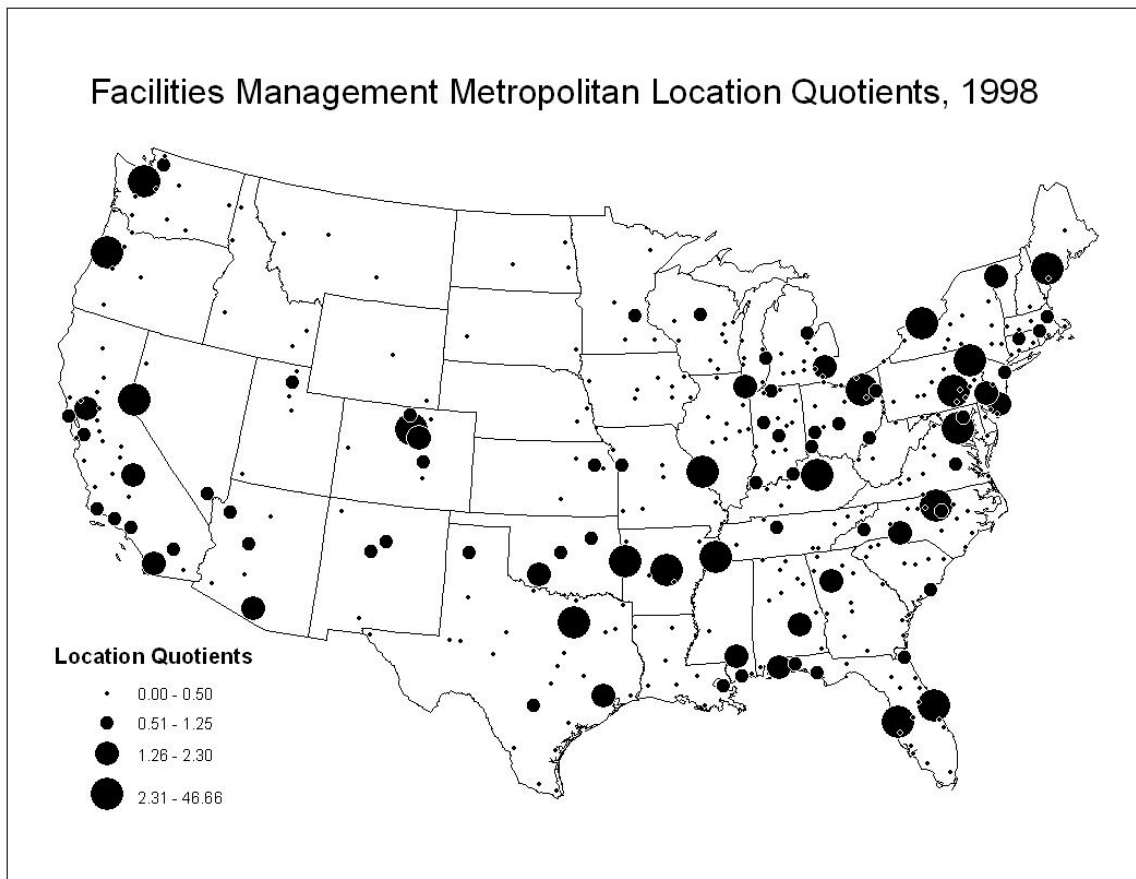 Facilities Management Metropolitan Location Quotients, 1998
Location Quotients
0.00 - 0.50
0.51 - 1.25
1.26 - 2.30
2.31 - 46.66